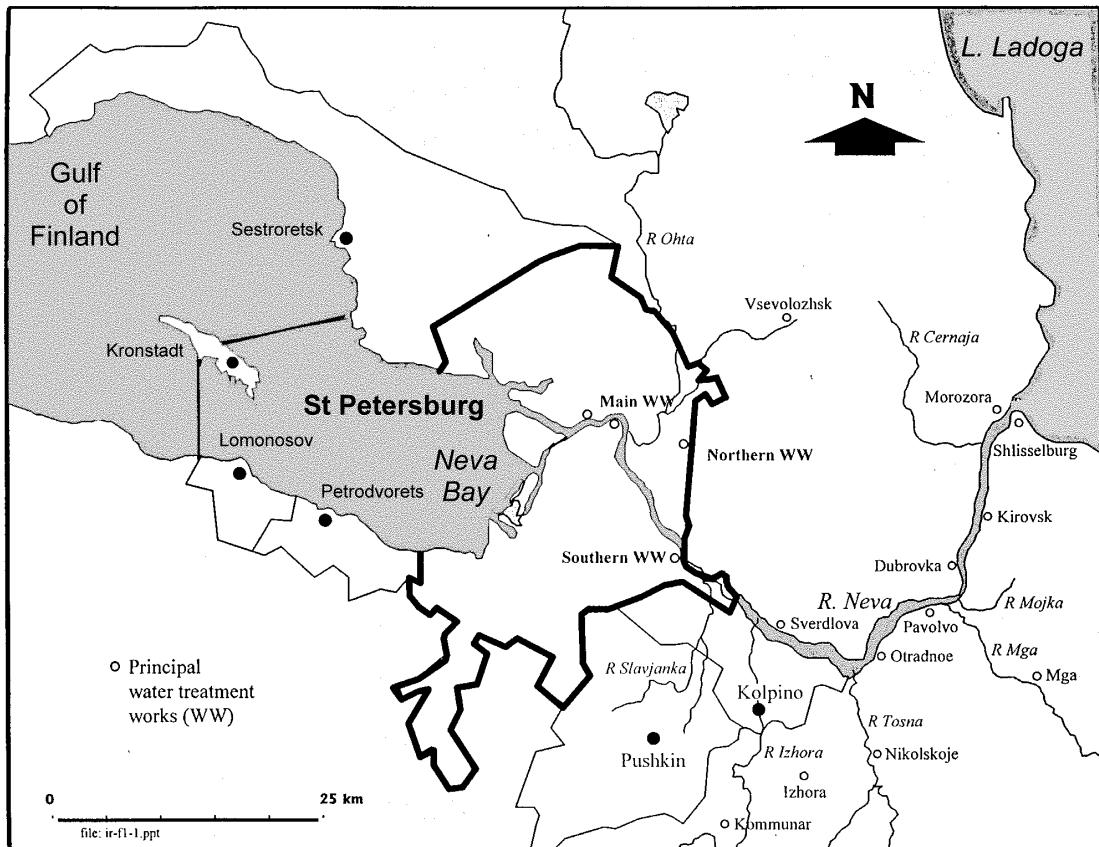 L. Ladoga
N
Gulf
of
Finland
Sestroretsk
R Ohta
Vsevolozhsk
R Cernaja
Kronstadt
Morozora
St Petersburg
Main WW
Shlisselburg
Lomonosov
Neva
Bay
Northern WW
Petrodvorets
Kirovsk
Southern WW
Dubrovka
R. Neva
R Mojka
Sverdlova
Pavolvo
R Mga
Otradnoe
Mga
Principal
water treatment
works (WW)
R Slavjanka
Kolpino
R Tosna
Pushkin
R Izhora
Nikolskoje
Izhora
0 25 km
Kommunar
file: ir-f1-1.ppt